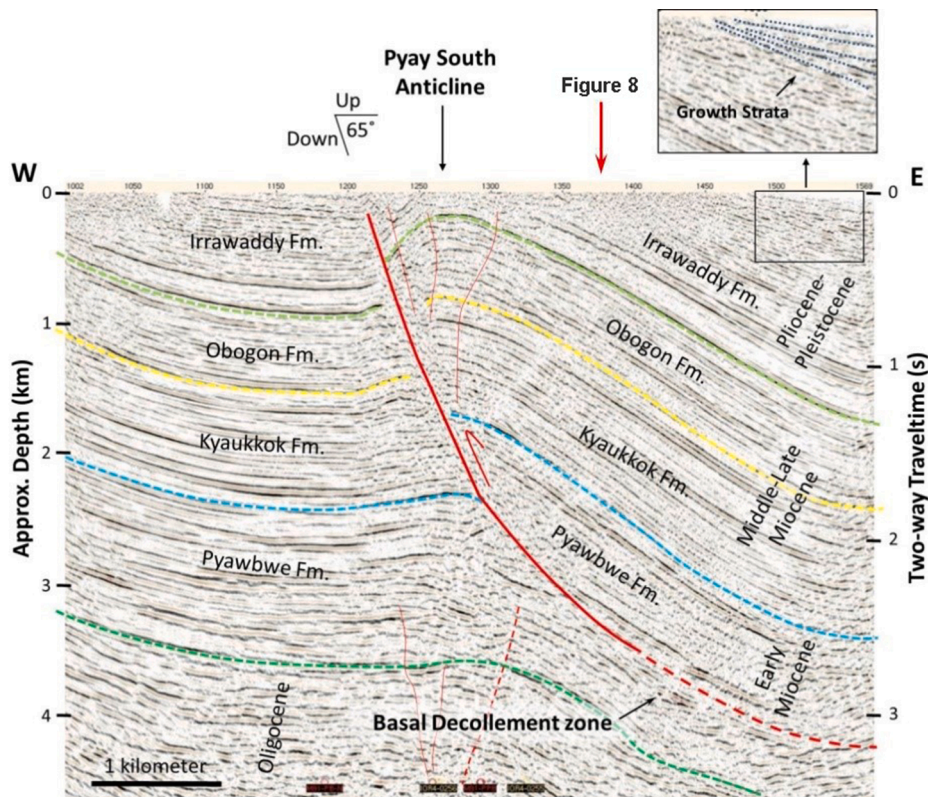 Growth Strata
Pyay South
Anticline
Figure 8
Up
Down
65°
W
E
1002
1050
1100
1150
1200
1250
1300
1350
1400
1450
1500
1569
0
1
2
3
4
Approx. Depth (km)
0
1
2
3
Two-way Traveltime (s)
Irrawaddy Fm.
Irrawaddy Fm.
Pliocene-
Pleistocene
Obogon Fm.
Obogon Fm.
Kyaukkok Fm.
Kyaukkok Fm.
Middle-Late
Miocene
Pyawbwe Fm.
Pyawbwe Fm.
Early
Miocene
Oligocene
Basal Decollement zone
1 kilometer